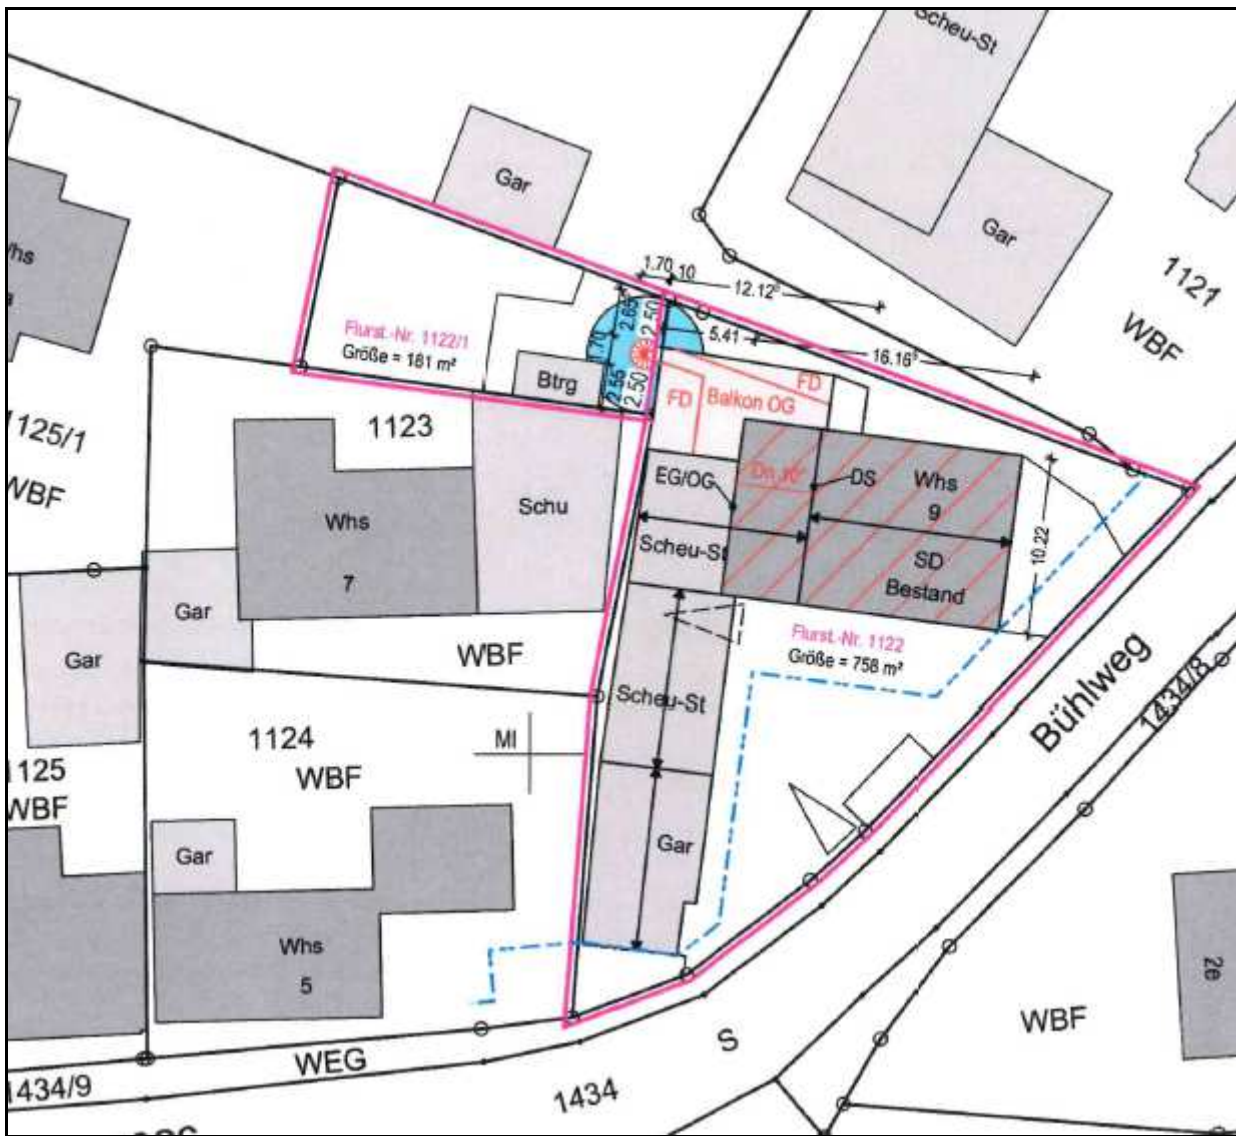 Scheu-St
Gar
Gar
1121
WBF
1.70
10
12.12⁵
5.41
16.16⁵
2.65
2.50
1.70
2.50
2.55
2.50
Flurst.-Nr. 1122/1
Größe = 181 m²
Btrg
FD
FD
Balkon OG
1125/1
WBF
1123
Whs
7
Schu
EG/OG
DS
Whs
9
SD
Bestand
10.22
Scheu-St
Gar
Gar
WBF
Flurst.-Nr. 1122
Größe = 758 m²
Scheu-St
Bühlweg
1434/8
1124
WBF
MI
1125
WBF
Gar
Gar
Whs
5
2e
WBF
WEG
S
1434/9
1434